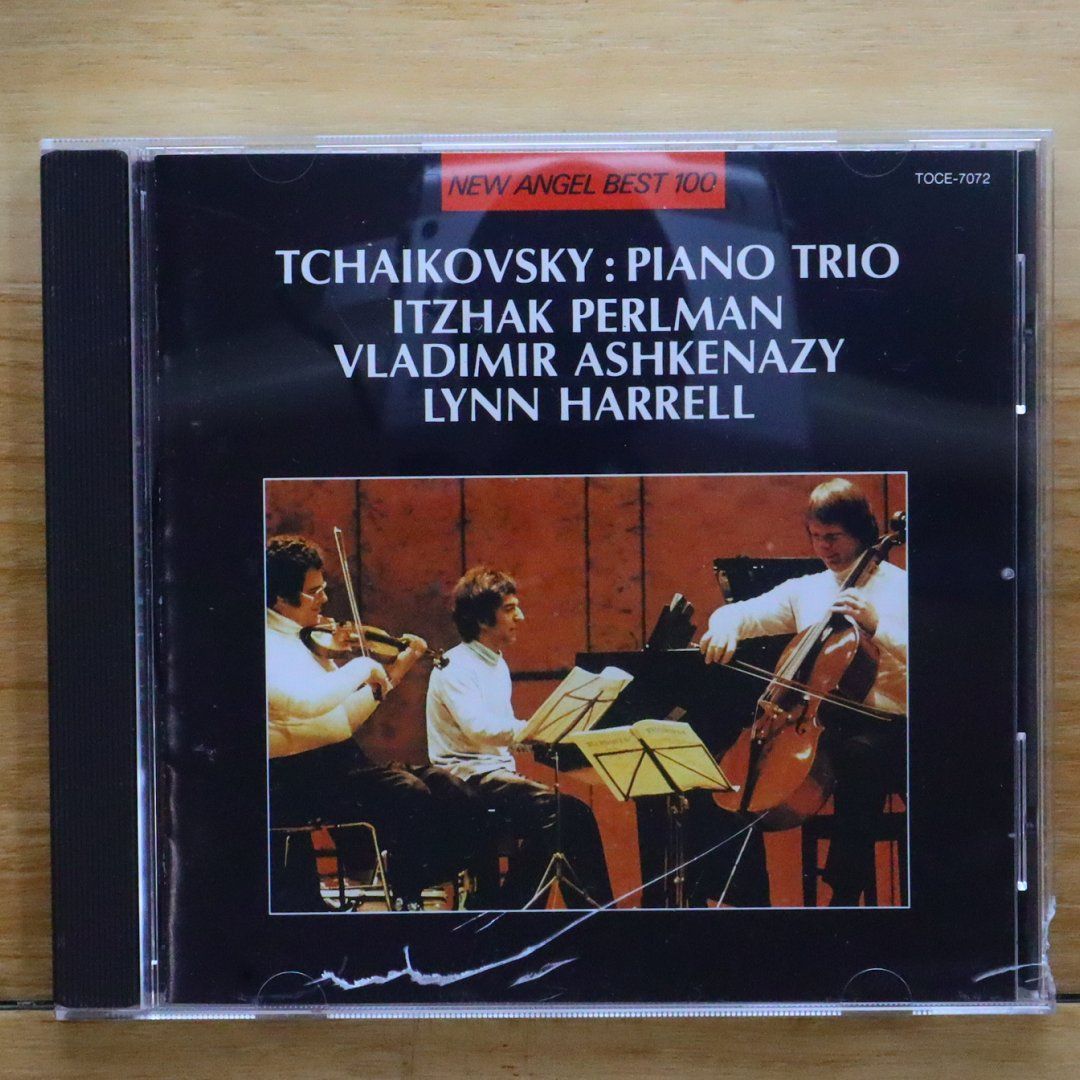 NEW ANGEL BEST 100
TOCE-7072
TCHAIKOVSKY : PIANO TRIO
ITZHAK PERLMAN
VLADIMIR ASHKENAZY
LYNN HARRELL